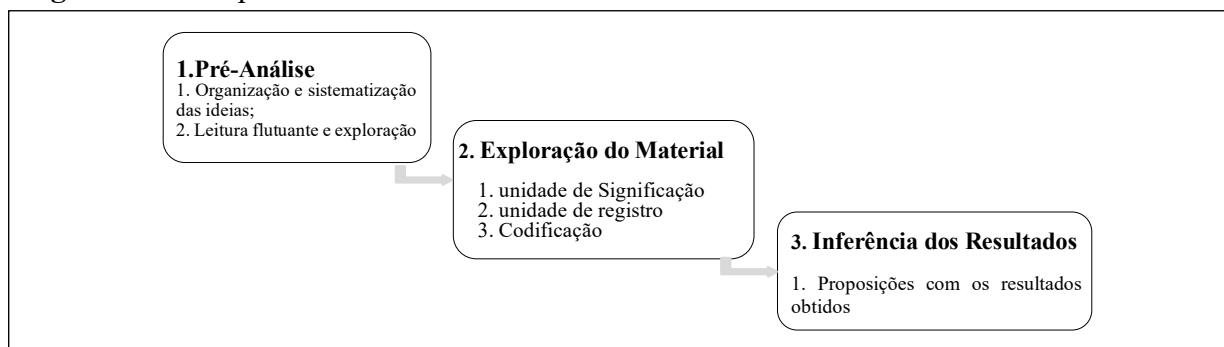 1.Pré-Análise
1. Organização e sistematização
das ideias;
2. Leitura flutuante e exploração
2. Exploração do Material
1. unidade de Significação
2. unidade de registro
3. Codificação
3. Inferência dos Resultados
1. Proposições com os resultados
obtidos